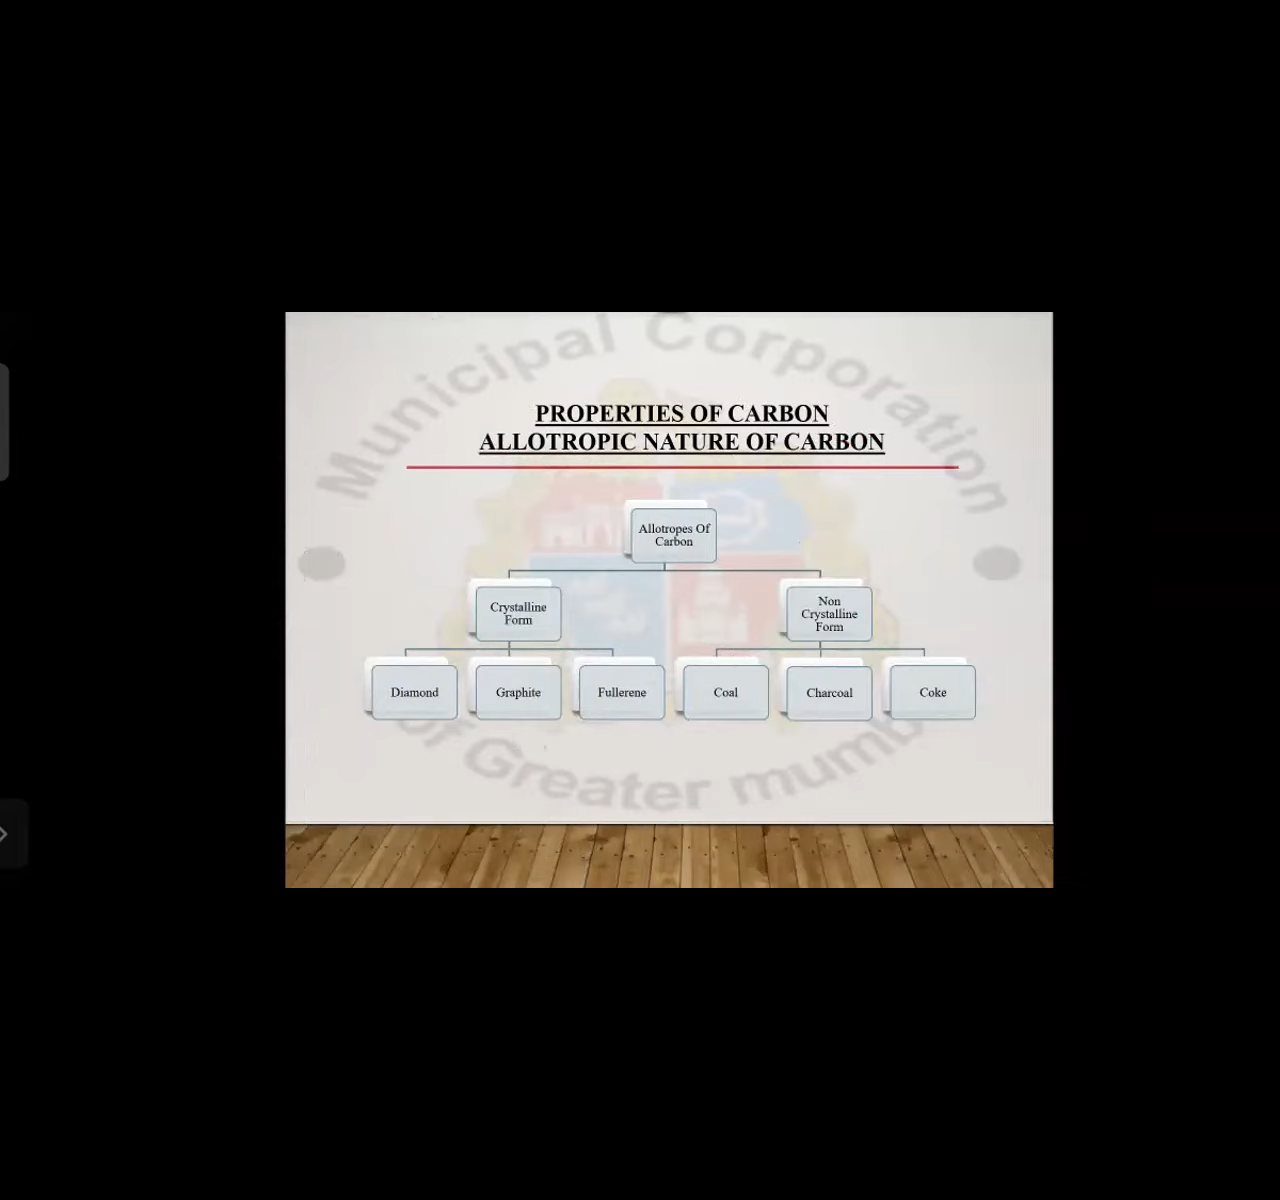 Municipal Corporation
PROPERTIES OF CARBON
ALLOTROPIC NATURE OF CARBON
Allotropes Of
Carbon
Crystalline
Form
Non
Crystalline
Form
Diamond
Graphite
Fullerene
Coal
Charcoal
Coke
Of Greater mumb